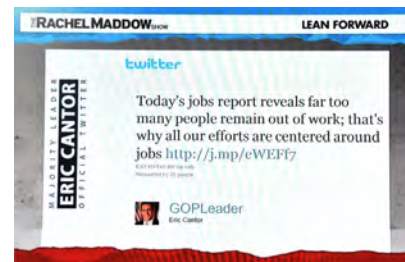 THE RACHEL MADDOW SHOW
LEAN FORWARD
twitter
MAJORITY LEADER
ERIC CANTOR
OFFICIAL TWITTER
Today's jobs report reveals far too
many people remain out of work; that's
why all our efforts are centered around
jobs http://j.mp/eWEFf7
GOPLeader
Eric Cantor